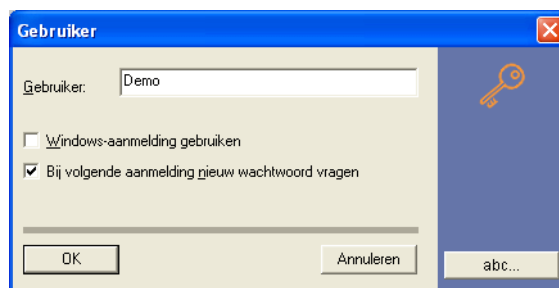 Gebruiker
Gebruiker: Demo
Windows-aanmelding gebruiken
Bij volgende aanmelding nieuw wachtwoord vragen
OK Annuleren abc...